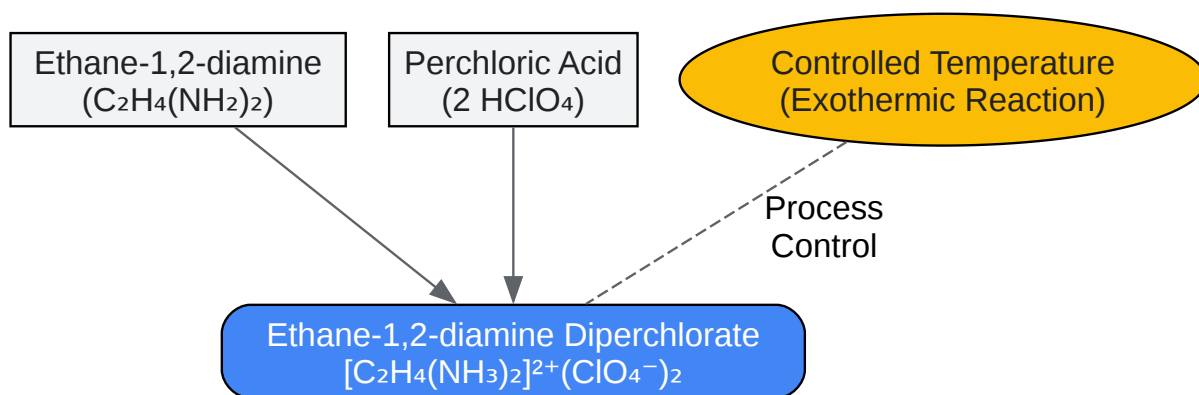 Ethane-1,2-diamine
(C₂H₄(NH₂)₂)
Perchloric Acid
(2 HClO₄)
Controlled Temperature
(Exothermic Reaction)
Process
Control
Ethane-1,2-diamine Diperchlorate
[C₂H₄(NH₃)₂]²⁺(ClO₄⁻)₂